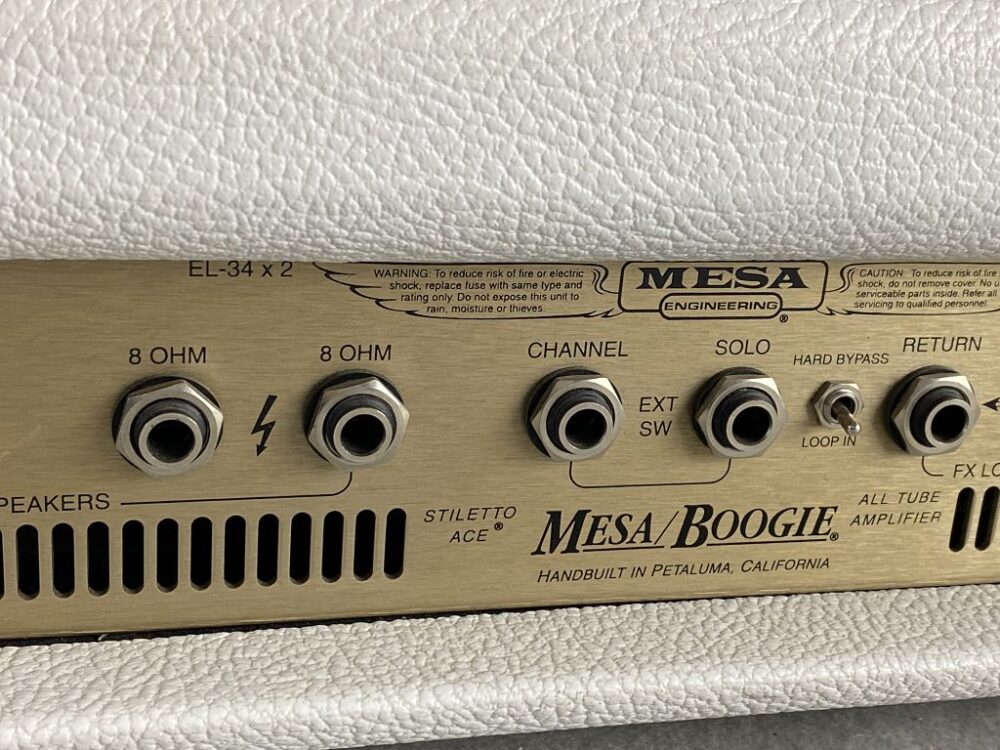 EL-34 x 2
WARNING: To reduce risk of fire or electric
shock, replace fuse with same type and
rating only. Do not expose this unit to
rain, moisture or thieves.
MESA
ENGINEERING
®
CAUTION: To reduce risk of fire
shock, do not remove cover. No u
serviceable parts inside. Refer all
servicing to qualified personnel.
8 OHM
8 OHM
CHANNEL
SOLO
HARD BYPASS
RETURN
EXT
SW
LOOP IN
PEAKERS
FX LO
STILETTO
ACE®
MESA/BOOGIE®
HANDBUILT IN PETALUMA, CALIFORNIA
ALL TUBE
AMPLIFIER